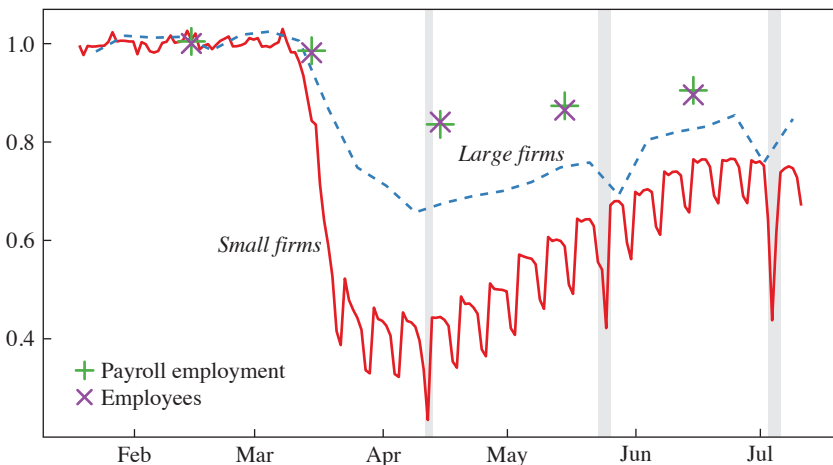 1.0
0.8
Large firms
0.6
Small firms
0.4
Payroll employment
Employees
Feb Mar Apr May Jun Jul